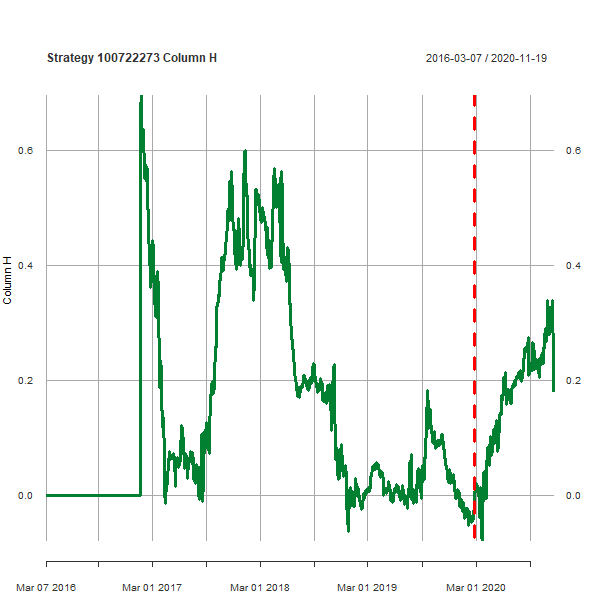 Strategy 100722273 Column H
2016-03-07 / 2020-11-19
Column H
0.6 0.6
0.4 0.4
0.2 0.2
0.0 0.0
Mar 07 2016 Mar 01 2017 Mar 01 2018 Mar 01 2019 Mar 01 2020